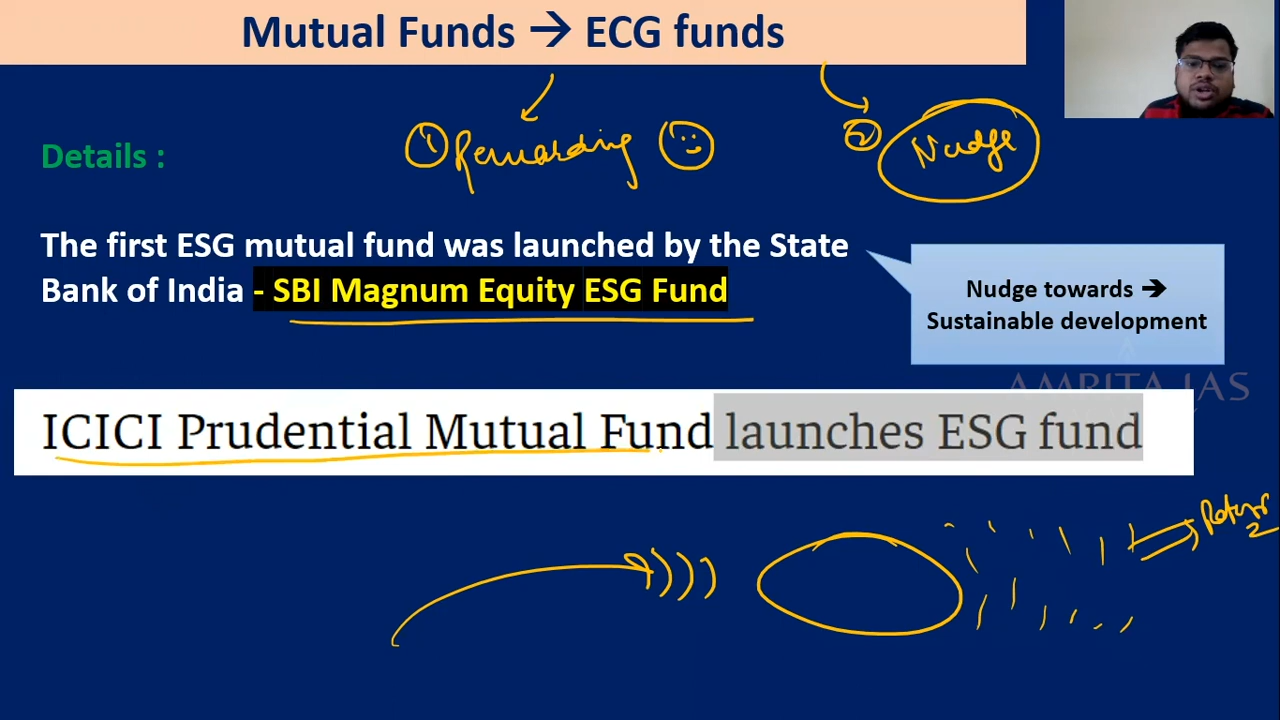 Mutual Funds → ECG funds
Details :
① Rewarding
② Nudge
The first ESG mutual fund was launched by the State
Bank of India - SBI Magnum Equity ESG Fund
Nudge towards →
Sustainable development
AMRITA IAS
ICICI Prudential Mutual Fund launches ESG fund